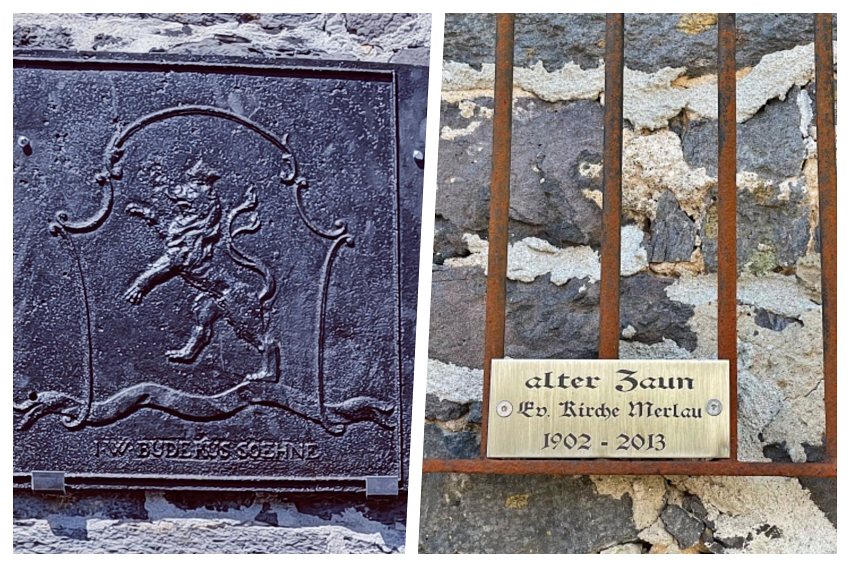 I W BUDERUS SOEHNE
alter Zaun
Ev. Kirche Merlau
1902 - 2013